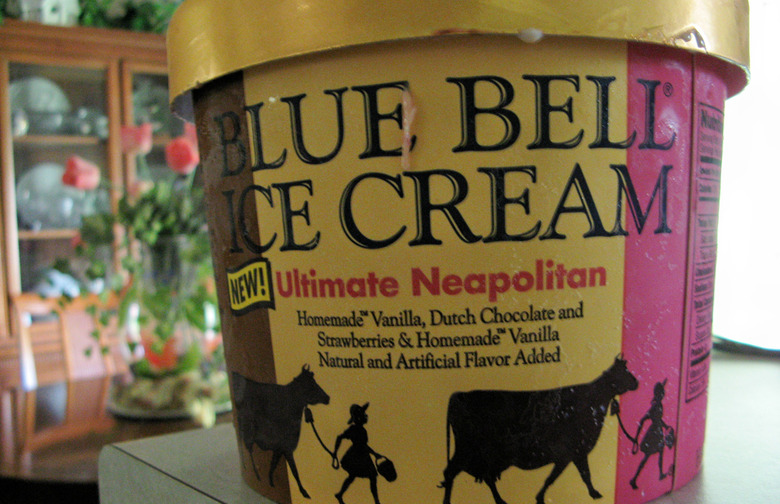 BLUE BELL®
ICE CREAM
NEW! Ultimate Neapolitan
Homemade™ Vanilla, Dutch Chocolate and
Strawberries & Homemade™ Vanilla
Natural and Artificial Flavor Added